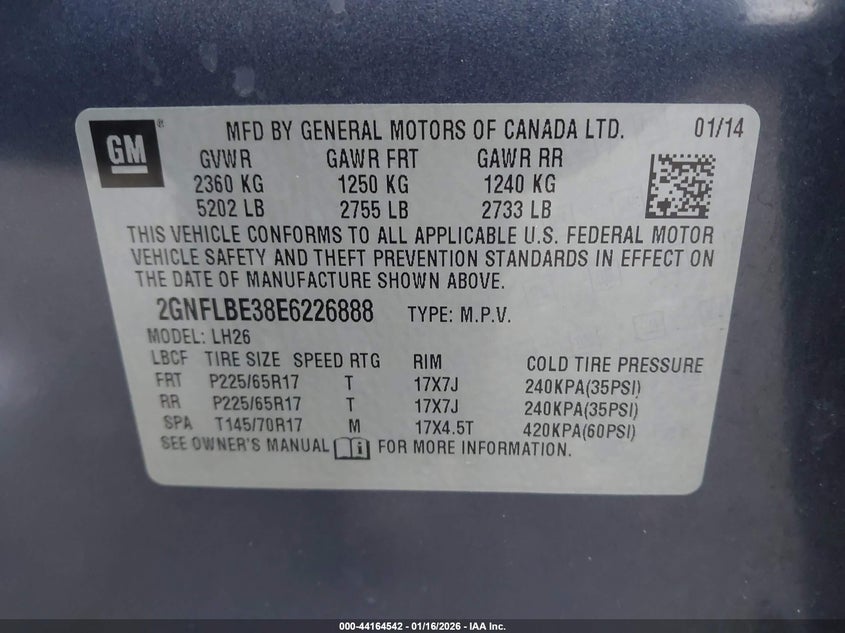 GM® MFD BY GENERAL MOTORS OF CANADA LTD. 01/14
GVWR GAWR FRT GAWR RR
2360 KG 1250 KG 1240 KG
5202 LB 2755 LB 2733 LB
THIS VEHICLE CONFORMS TO ALL APPLICABLE U.S. FEDERAL MOTOR
VEHICLE SAFETY AND THEFT PREVENTION STANDARDS IN EFFECT ON
THE DATE OF MANUFACTURE SHOWN ABOVE.
2GNFLBE38E6226888 TYPE: M.P.V.
MODEL: LH26
LBCF TIRE SIZE SPEED RTG RIM COLD TIRE PRESSURE
FRT P225/65R17 T 17X7J 240KPA(35PSI)
RR P225/65R17 T 17X7J 240KPA(35PSI)
SPA T145/70R17 M 17X4.5T 420KPA(60PSI)
SEE OWNER'S MANUAL i FOR MORE INFORMATION.
000-44164542 - 01/16/2026 - IAA Inc.